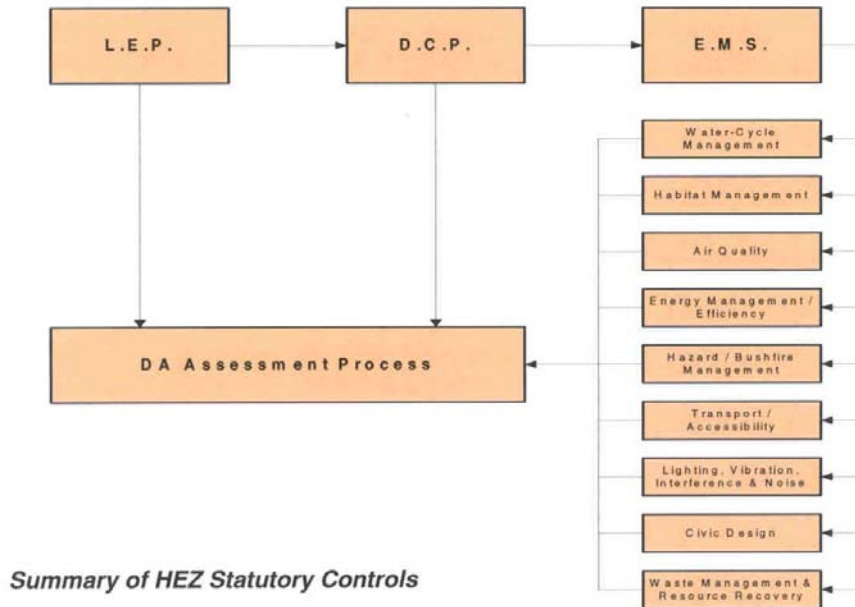 L.E.P.
D.C.P.
E.M.S.
Water-Cycle
Management
Habitat Management
Air Quality
Energy Management /
Efficiency
DA Assessment Process
Hazard / Bushfire
Management
Transport /
Accessibility
Lighting, Vibration,
Interference & Noise
Civic Design
Waste Management &
Resource Recovery
Summary of HEZ Statutory Controls